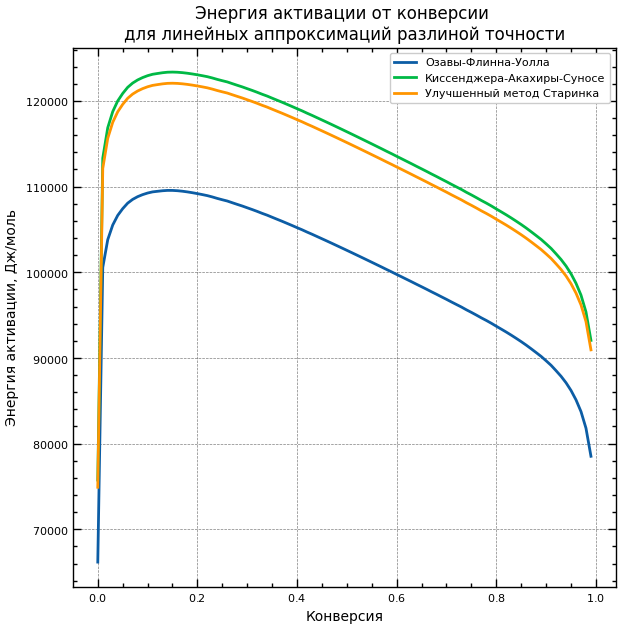 Энергия активации от конверсии
для линейных аппроксимаций разлиной точности
Озавы-Флинна-Уолла
Киссенджера-Акахиры-Суносе
Улучшенный метод Старинка
Энергия активации, Дж/моль
120000
110000
100000
90000
80000
70000
0.0 0.2 0.4 0.6 0.8 1.0
Конверсия